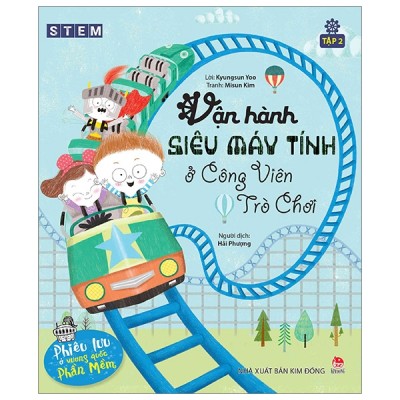 STEM
TẬP 2
Lời: Kyungsun Yoo
Tranh: Misun Kim
Vận hành
SIÊU MÁY TÍNH
ở Công Viên
Trò Chơi
Người dịch:
Hải Phượng
Phiêu lưu
ở vương quốc
Phần Mềm
NHÀ XUẤT BẢN KIM ĐỒNG